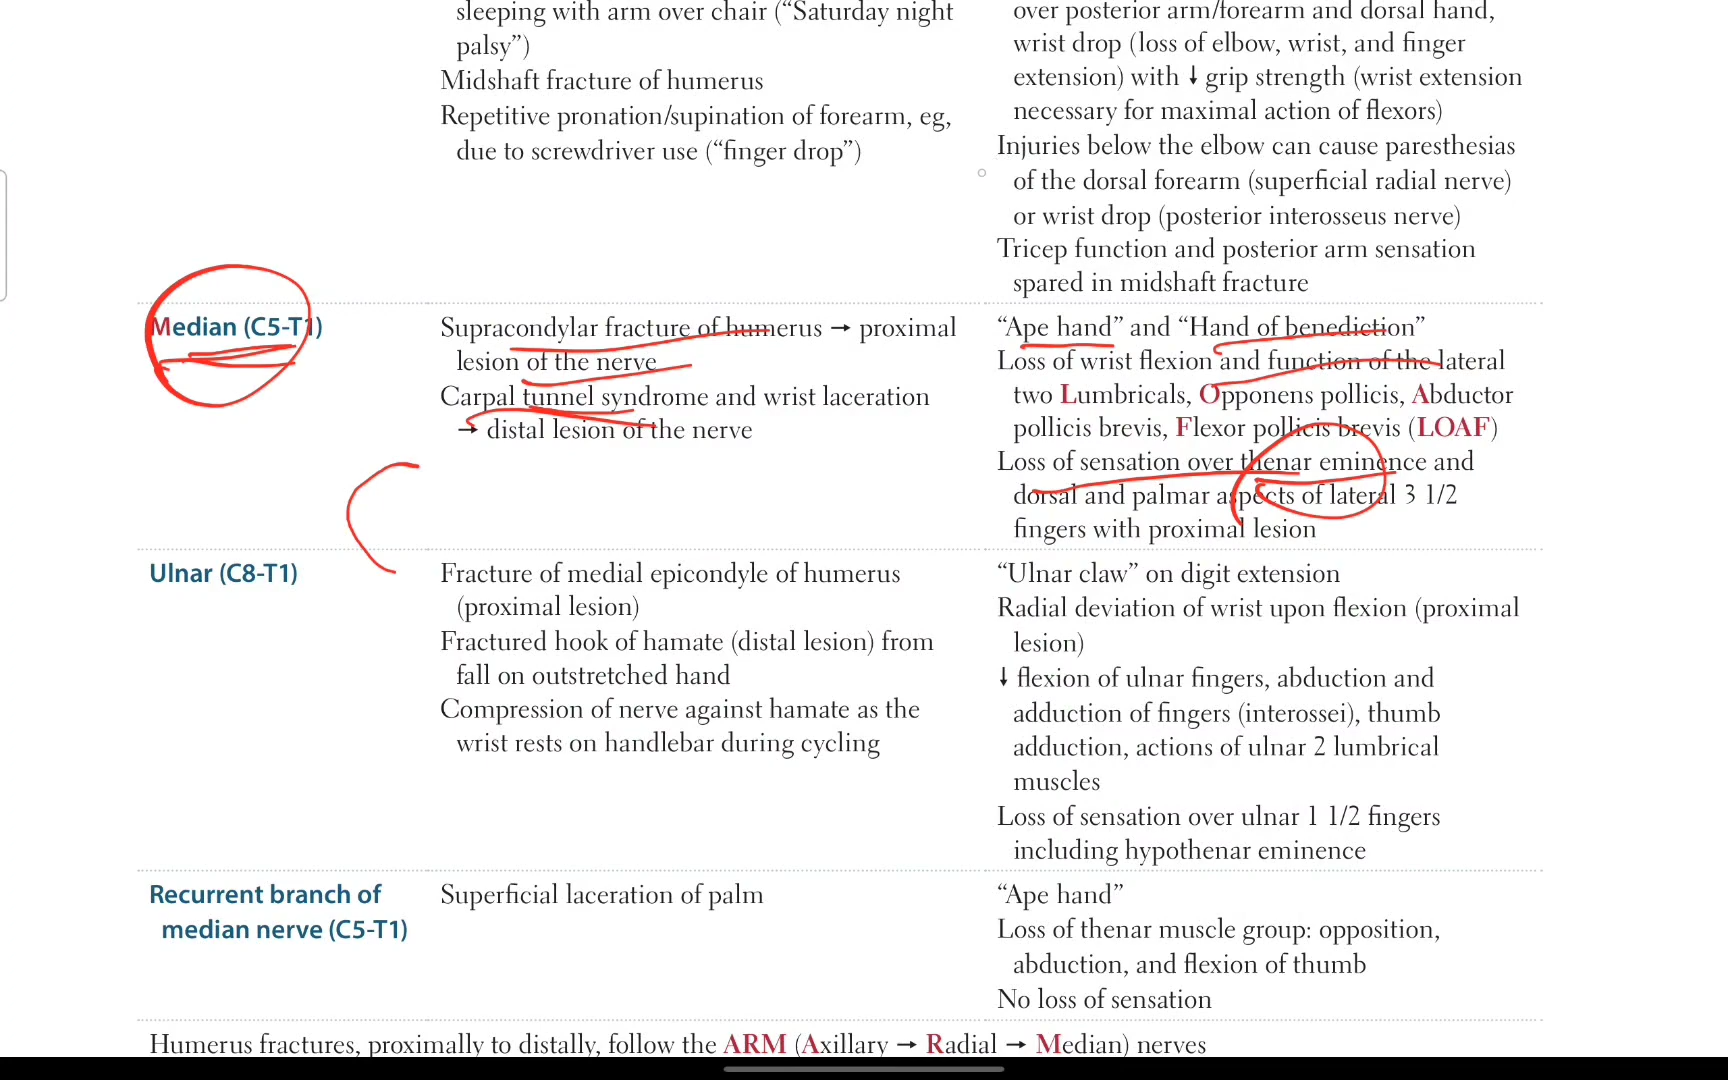 sleeping with arm over chair (“Saturday night
palsy”)
Midshaft fracture of humerus
Repetitive pronation/supination of forearm, eg,
due to screwdriver use (“finger drop”)
over posterior arm/forearm and dorsal hand,
wrist drop (loss of elbow, wrist, and finger
extension) with ↓ grip strength (wrist extension
necessary for maximal action of flexors)
Injuries below the elbow can cause paresthesias
of the dorsal forearm (superficial radial nerve)
or wrist drop (posterior interosseus nerve)
Tricep function and posterior arm sensation
spared in midshaft fracture
Median (C5-T1)
Supracondylar fracture of humerus → proximal
lesion of the nerve
Carpal tunnel syndrome and wrist laceration
→ distal lesion of the nerve
“Ape hand” and “Hand of benediction”
Loss of wrist flexion and function of the lateral
two Lumbricals, Opponens pollicis, Abductor
pollicis brevis, Flexor pollicis brevis (LOAF)
Loss of sensation over thenar eminence and
dorsal and palmar aspects of lateral 3 1/2
fingers with proximal lesion
Ulnar (C8-T1)
Fracture of medial epicondyle of humerus
(proximal lesion)
Fractured hook of hamate (distal lesion) from
fall on outstretched hand
Compression of nerve against hamate as the
wrist rests on handlebar during cycling
“Ulnar claw” on digit extension
Radial deviation of wrist upon flexion (proximal
lesion)
↓ flexion of ulnar fingers, abduction and
adduction of fingers (interossei), thumb
adduction, actions of ulnar 2 lumbrical
muscles
Loss of sensation over ulnar 1 1/2 fingers
including hypothenar eminence
Recurrent branch of
median nerve (C5-T1)
Superficial laceration of palm
“Ape hand”
Loss of thenar muscle group: opposition,
abduction, and flexion of thumb
No loss of sensation
Humerus fractures, proximally to distally, follow the ARM (Axillary → Radial → Median) nerves